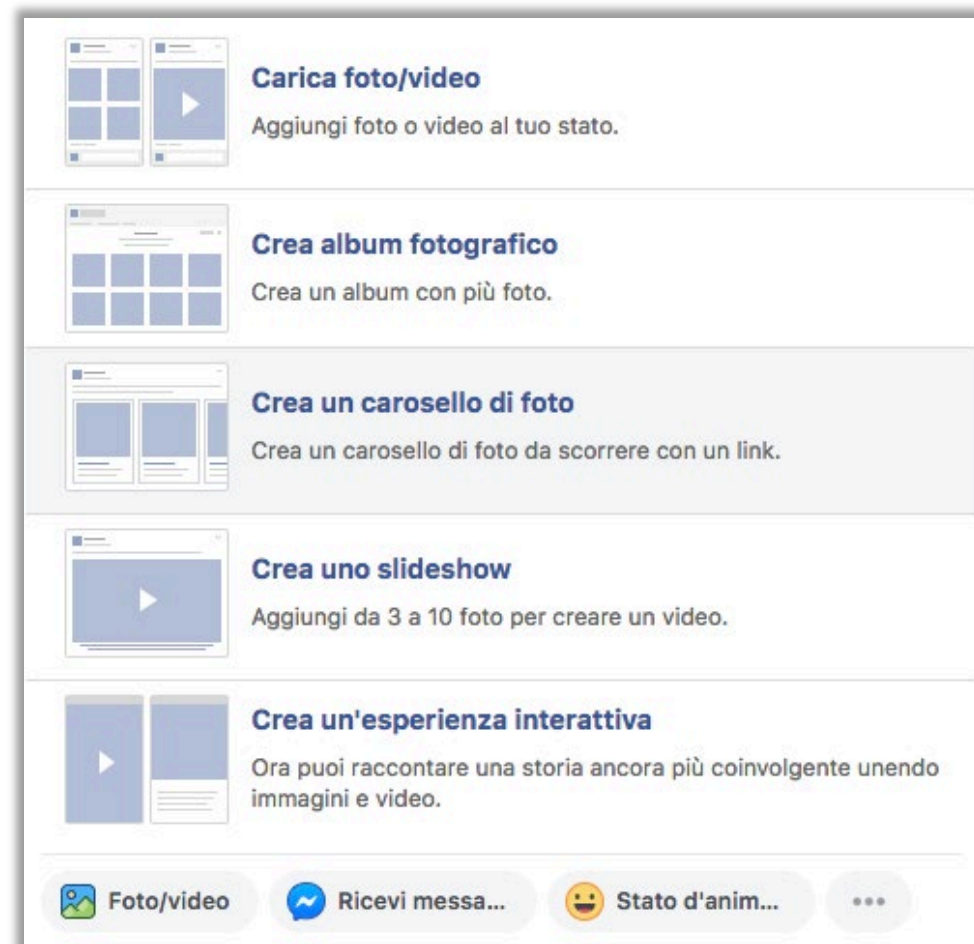 Carica foto/video
Aggiungi foto o video al tuo stato.
Crea album fotografico
Crea un album con più foto.
Crea un carosello di foto
Crea un carosello di foto da scorrere con un link.
Crea uno slideshow
Aggiungi da 3 a 10 foto per creare un video.
Crea un'esperienza interattiva
Ora puoi raccontare una storia ancora più coinvolgente unendo
immagini e video.
Foto/video Ricevi messa... Stato d'anim...